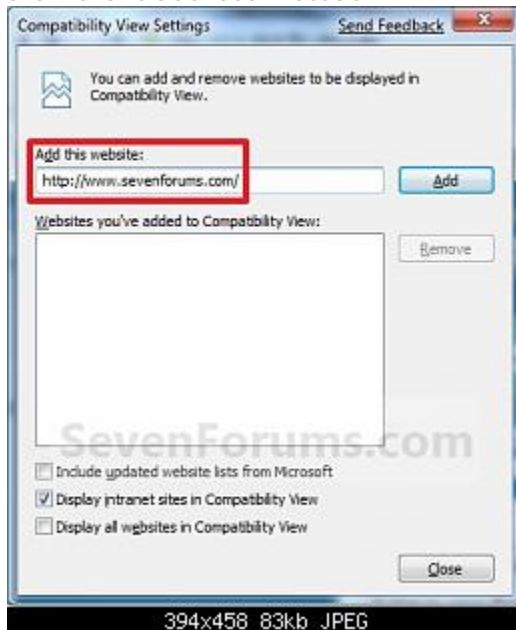 Compatibility View Settings
Send Feedback
You can add and remove websites to be displayed in
Compatibility View.
Add this website:
http://www.sevenforums.com/
Add
Websites you've added to Compatibility View:
Remove
SevenForums.com
Include updated website lists from Microsoft
Display intranet sites in Compatibility View
Display all websites in Compatibility View
Close
394x458 83kb JPEG